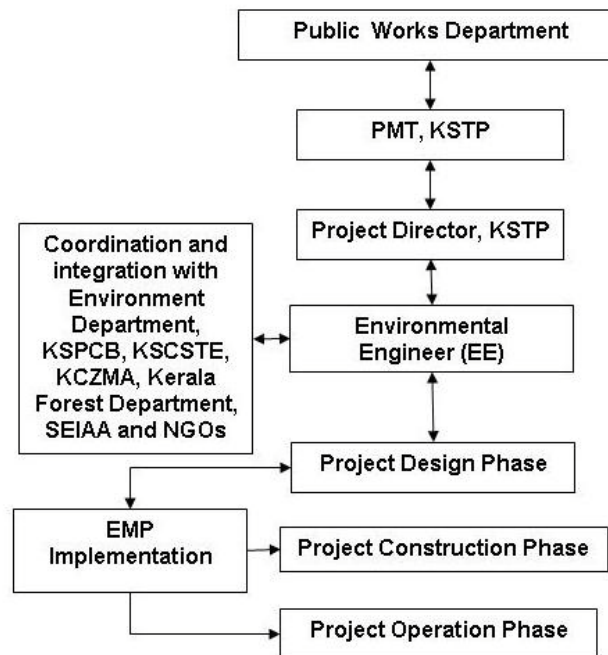 Public Works Department
PMT, KSTP
Project Director, KSTP
Coordination and
integration with
Environment
Department,
KSPCB, KSCSTE,
KCZMA, Kerala
Forest Department,
SEIAA and NGOs
Environmental
Engineer (EE)
Project Design Phase
EMP
Implementation
Project Construction Phase
Project Operation Phase